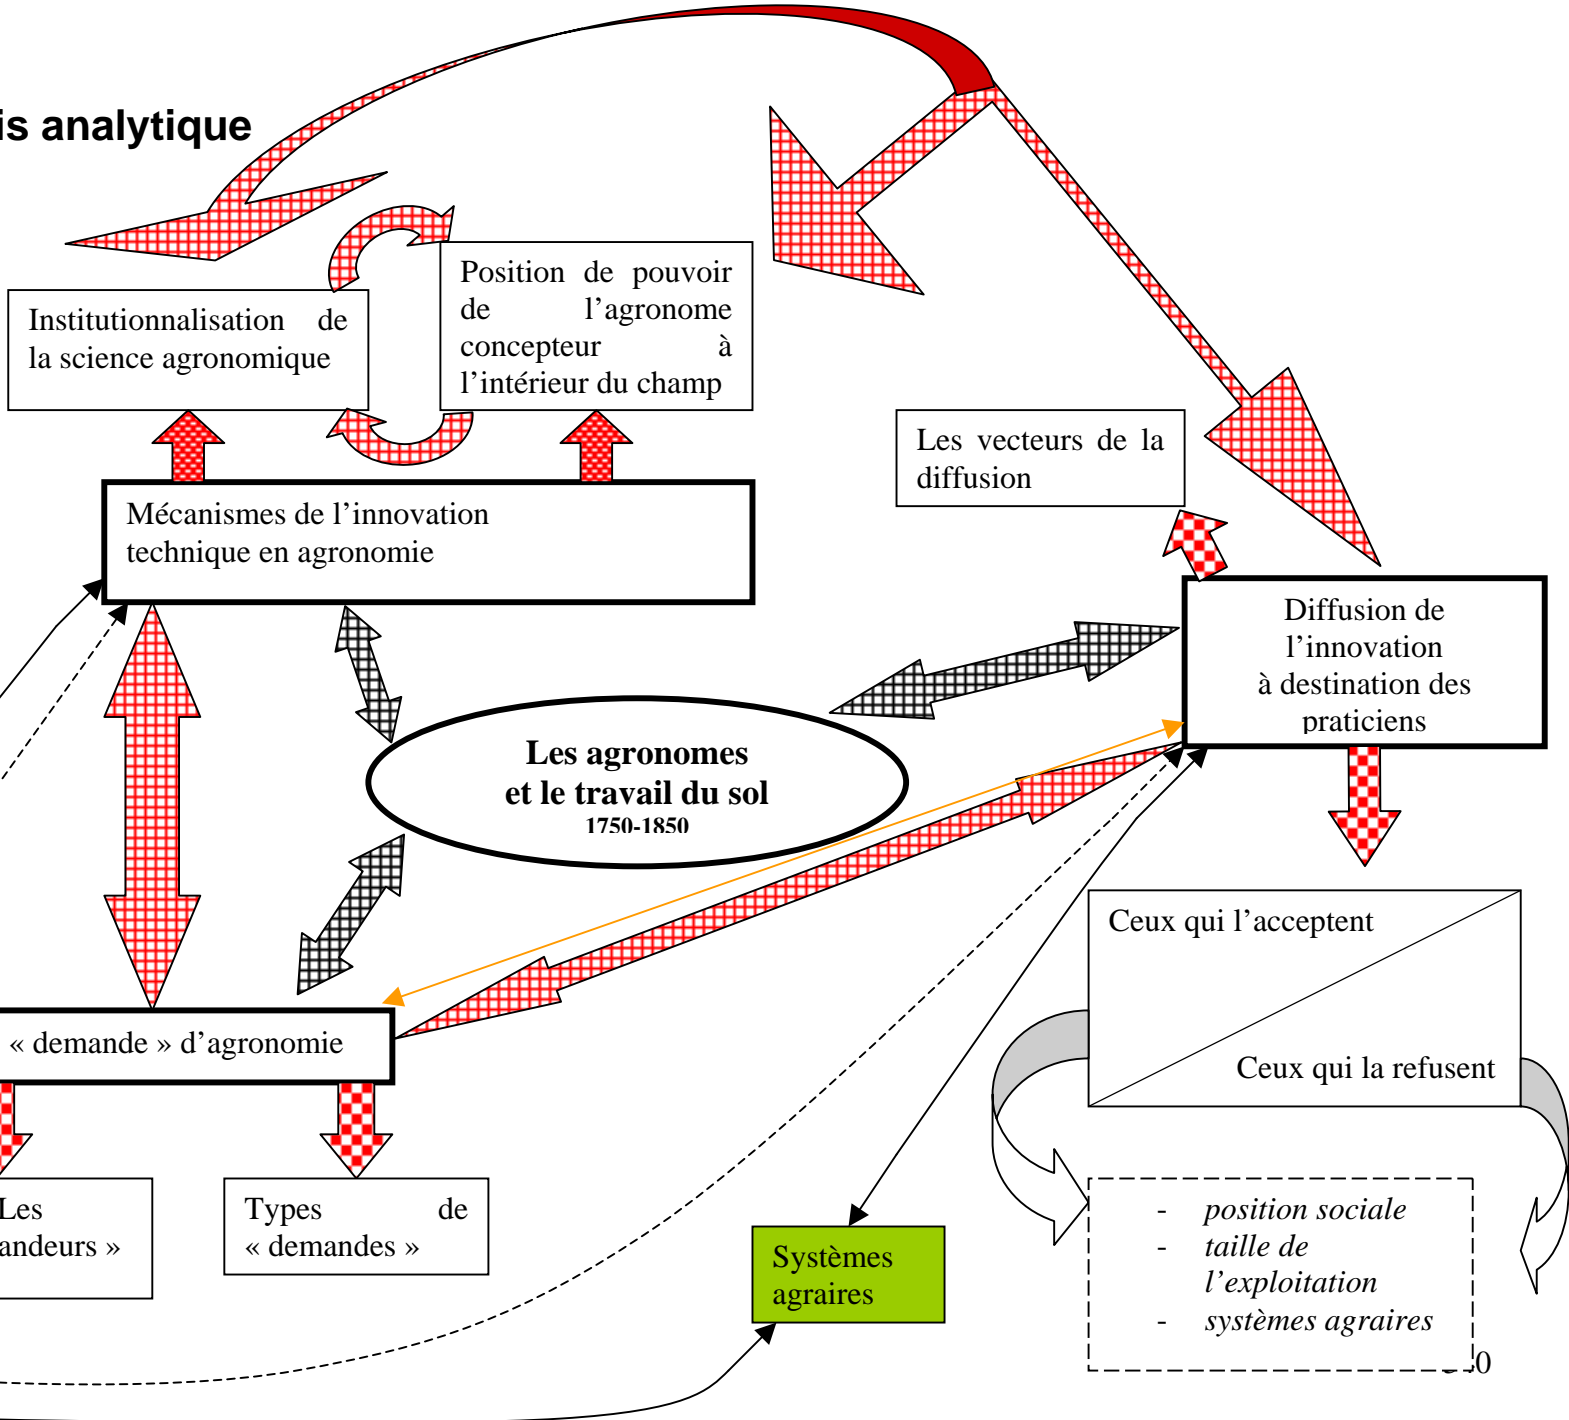 is analytique
Institutionnalisation de
la science agronomique
Position de pouvoir
de l’agronome
concepteur à
l’intérieur du champ
Les vecteurs de la
diffusion
Mécanismes de l’innovation
technique en agronomie
Diffusion de
l’innovation
à destination des
praticiens
Les agronomes
et le travail du sol
1750-1850
Ceux qui l’acceptent
Ceux qui la refusent
« demande » d’agronomie
Les
andeurs »
Types de
« demandes »
Systèmes
agraires
- position sociale
- taille de
l’exploitation
- systèmes agraires